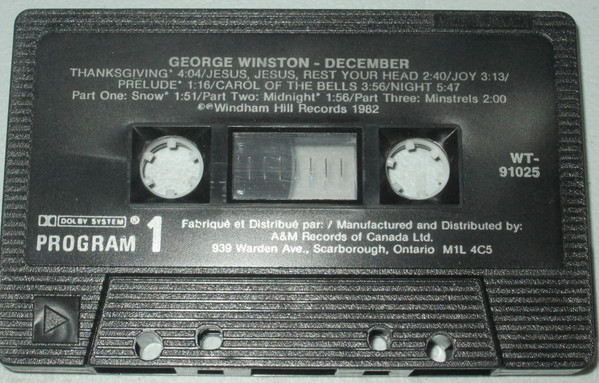 GEORGE WINSTON - DECEMBER
THANKSGIVING* 4:04/JESUS, JESUS, REST YOUR HEAD 2:40/JOY 3:13/
PRELUDE* 1:16/CAROL OF THE BELLS 3:56/NIGHT 5:47
Part One: Snow* 1:51/Part Two: Midnight* 1:56/Part Three: Minstrels 2:00
©℗Windham Hill Records 1982
WT-
91025
DOLBY SYSTEM ®
PROGRAM 1
Fabriqué et Distribué par: / Manufactured and Distributed by:
A&M Records of Canada Ltd.
939 Warden Ave., Scarborough, Ontario M1L 4C5